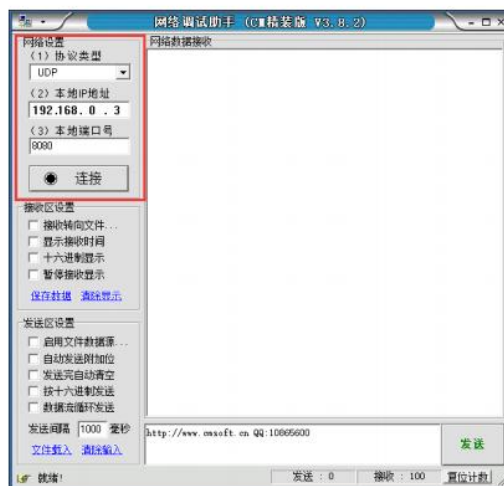 网络调试助手 (CM精装版 V3.8.2)
网络设置
(1) 协议类型
UDP
(2) 本地IP地址
192.168. 0 . 3
(3) 本地端口号
8080
连接
接收区设置
接收转向文件...
显示接收时间
十六进制显示
暂停接收显示
保存数据 清除显示
发送区设置
启用文件数据源...
自动发送附加位
发送完自动清空
按十六进制发送
数据流循环发送
发送间隔 1000 毫秒
文件载入 清除输入
网络数据接收
http://www.cmsoft.cn QQ:10865600
发送
就绪!
发送 : 0
接收 : 100
复位计数